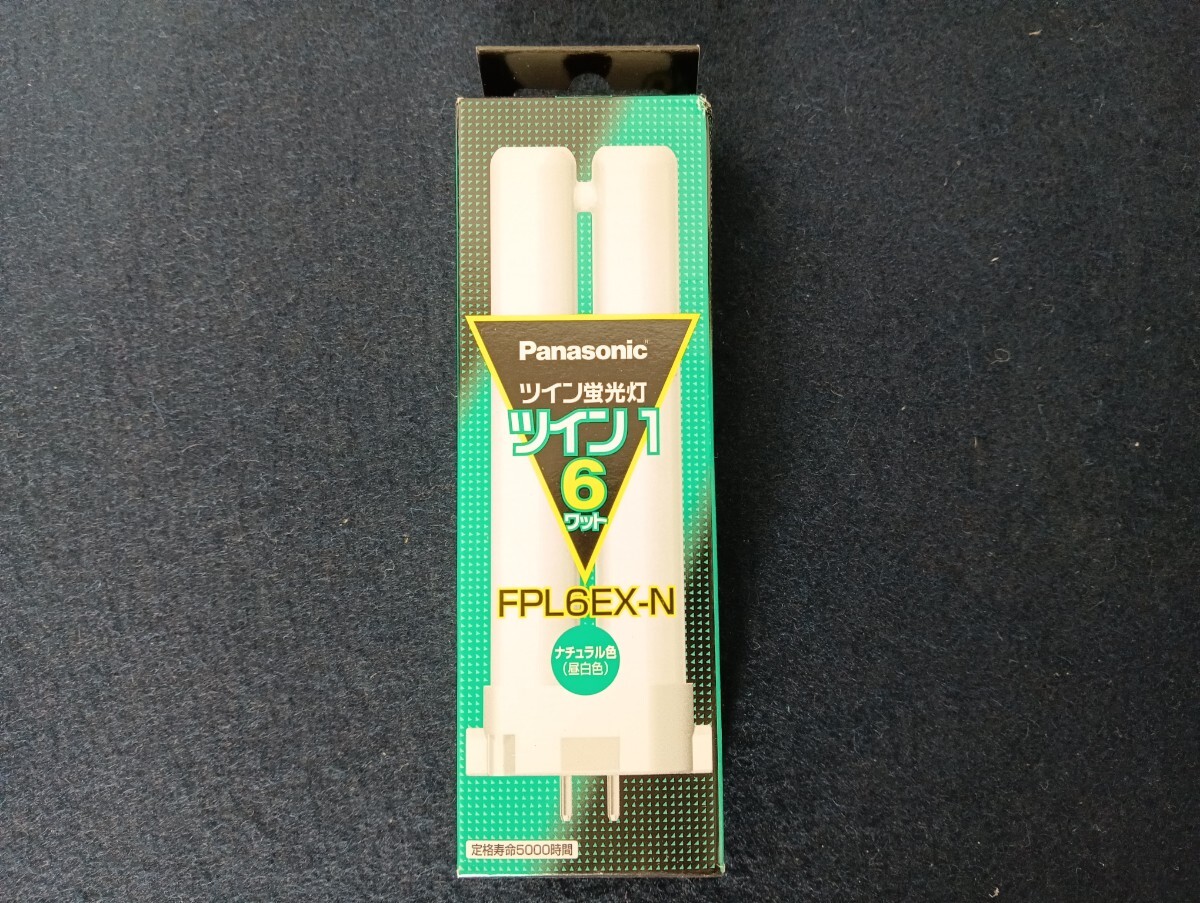 Panasonic
ツイン蛍光灯
ツイン1
6
ワット
FPL6EX-N
ナチュラル色
(昼白色)
定格寿命5000時間